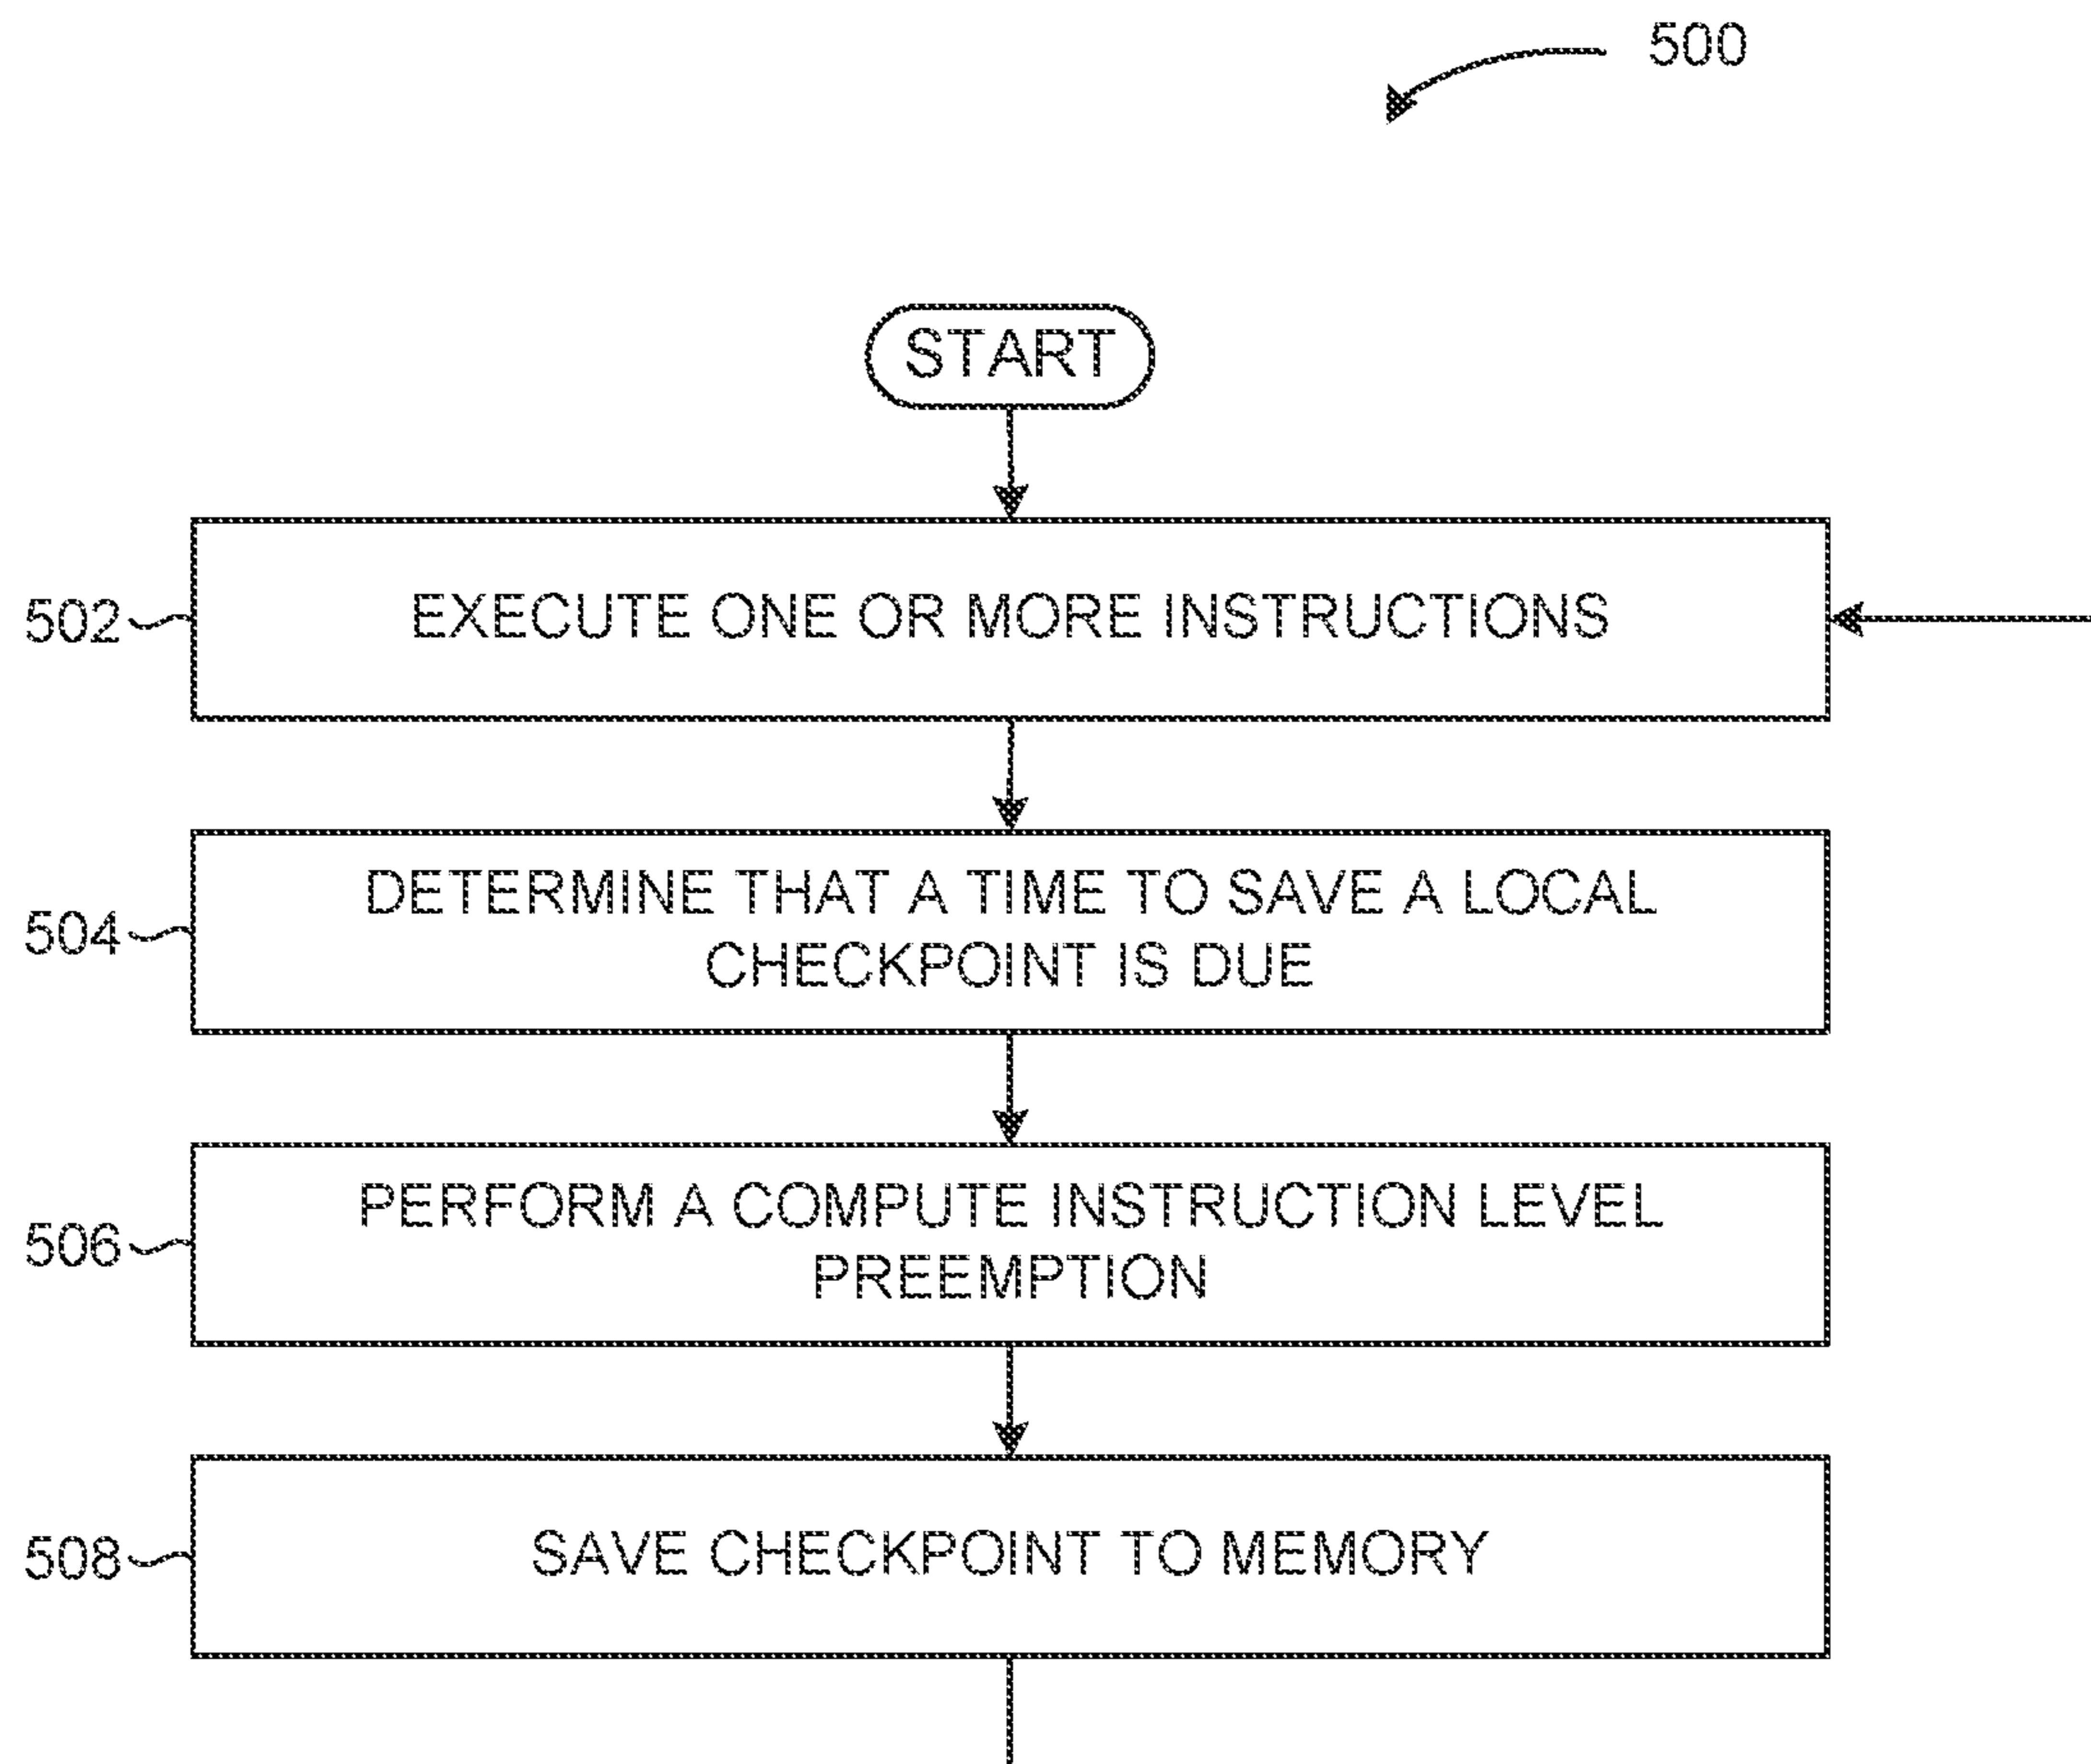 500
START
502
EXECUTE ONE OR MORE INSTRUCTIONS
504
DETERMINE THAT A TIME TO SAVE A LOCAL
CHECKPOINT IS DUE
506
PERFORM A COMPUTE INSTRUCTION LEVEL
PREEMPTION
508
SAVE CHECKPOINT TO MEMORY